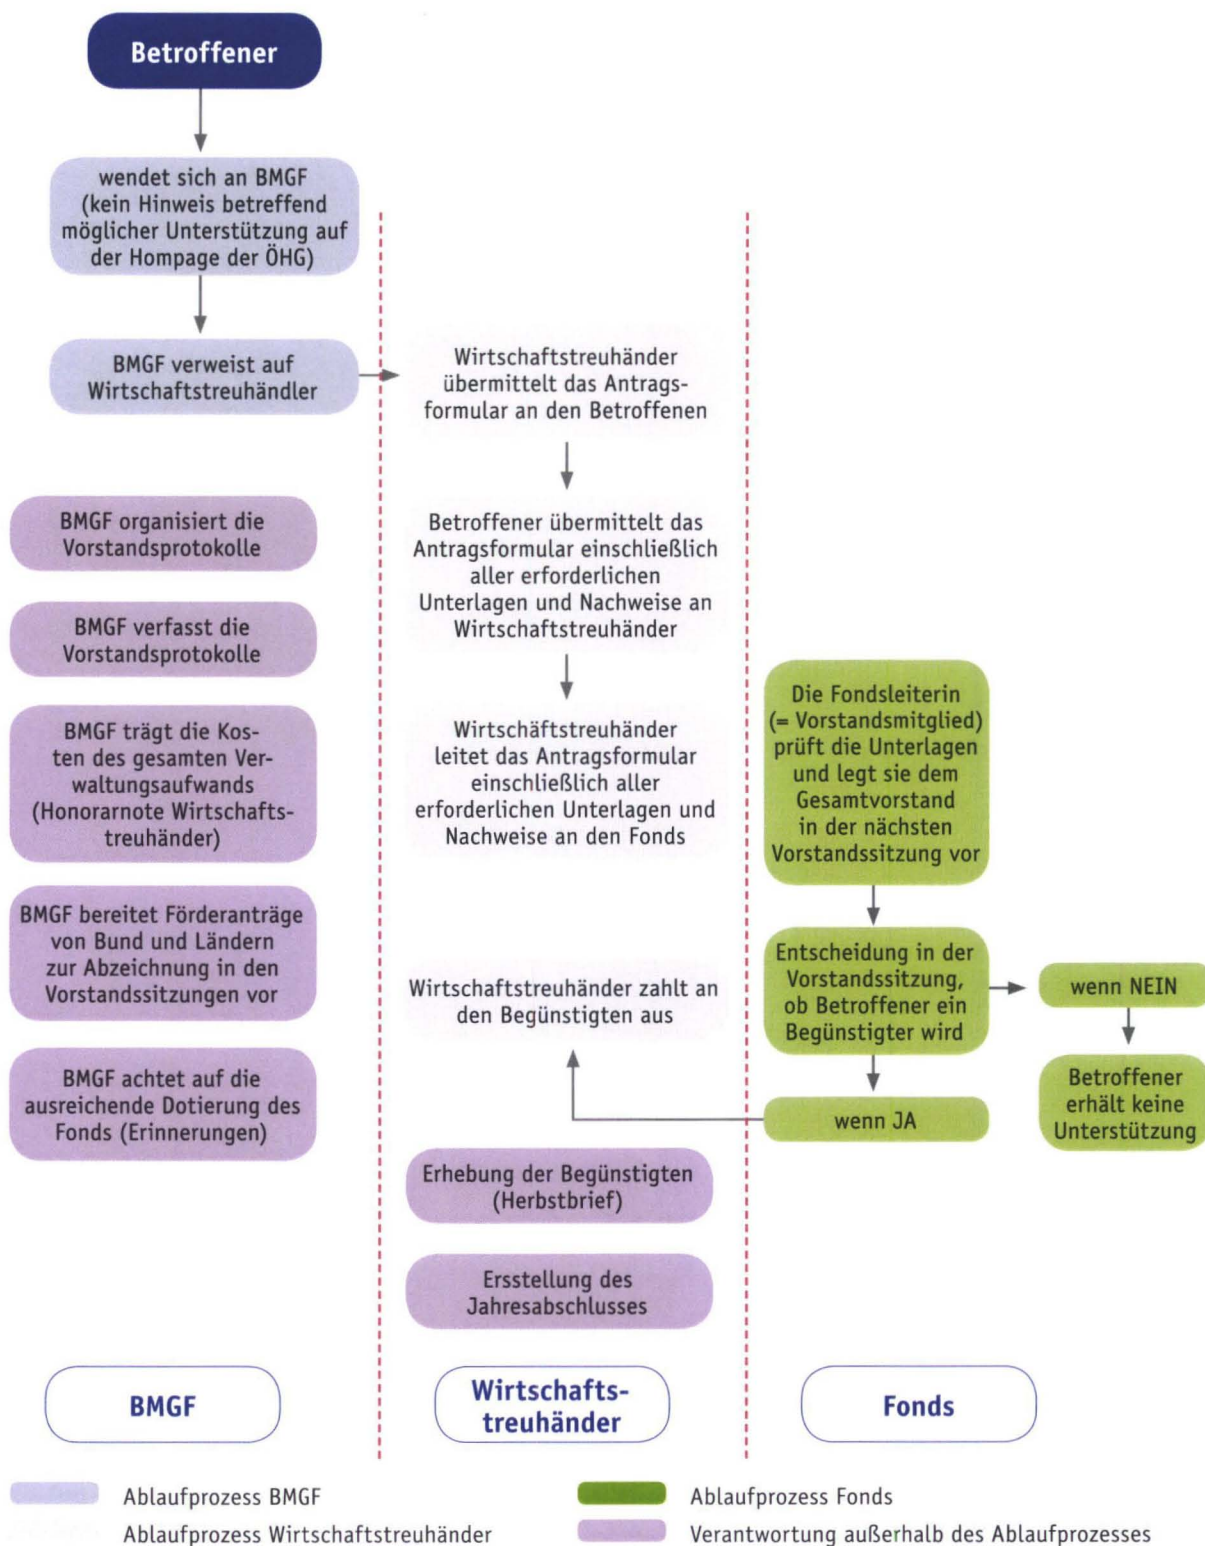 Betroffener
wendet sich an BMGF
(kein Hinweis betreffend
möglicher Unterstützung auf
der Hompage der ÖHG)
BMGF verweist auf
Wirtschaftstreuhändler
BMGF organisiert die
Vorstandsprotokolle
BMGF verfasst die
Vorstandsprotokolle
BMGF trägt die Kos-
ten des gesamten Ver-
waltungsaufwands
(Honorarnote Wirtschafts-
treuhänder)
BMGF bereitet Förderanträge
von Bund und Ländern
zur Abzeichnung in den
Vorstandssitzungen vor
BMGF achtet auf die
ausreichende Dotierung des
Fonds (Erinnerungen)
BMGF
Wirtschaftstreuhänder
übermittelt das Antrags-
formular an den Betroffenen
Betroffener übermittelt das
Antragsformular einschließlich
aller erforderlichen
Unterlagen und Nachweise an
Wirtschaftstreuhänder
Wirtschäftstreuhänder
leitet das Antragsformular
einschließlich aller
erforderlichen Unterlagen und
Nachweise an den Fonds
Wirtschaftstreuhänder zahlt an
den Begünstigten aus
Erhebung der Begünstigten
(Herbstbrief)
Ersstellung des
Jahresabschlusses
Wirtschafts-
treuhänder
Die Fondsleiterin
(= Vorstandsmitglied)
prüft die Unterlagen
und legt sie dem
Gesamtvorstand
in der nächsten
Vorstandssitzung vor
Entscheidung in der
Vorstandssitzung,
ob Betroffener ein
Begünstigter wird
wenn NEIN
Betroffener
erhält keine
Unterstützung
wenn JA
Fonds
Ablaufprozess BMGF
Ablaufprozess Wirtschaftstreuhänder
Ablaufprozess Fonds
Verantwortung außerhalb des Ablaufprozesses